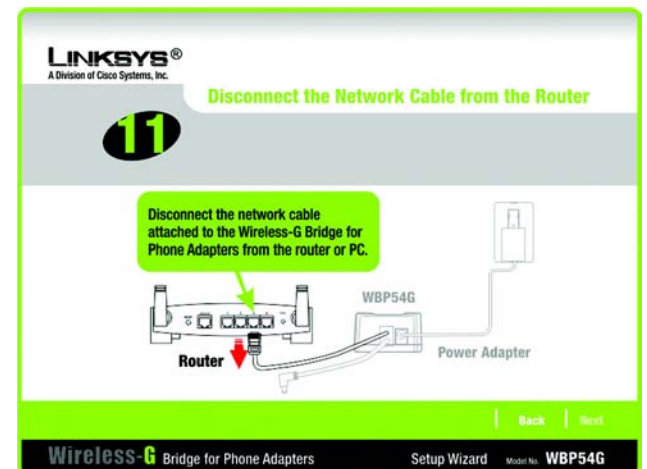 LINKSYS®
A Division of Cisco Systems, Inc.
Disconnect the Network Cable from the Router
11
Disconnect the network cable
attached to the Wireless-G Bridge for
Phone Adapters from the router or PC.
WBP54G
Router
Power Adapter
Back Next
Wireless-G Bridge for Phone Adapters Setup Wizard Model No. WBP54G